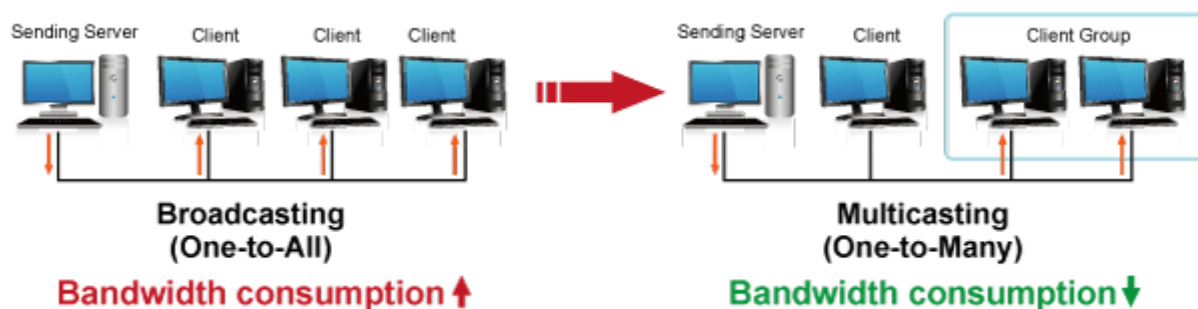 Sending Server
Client
Client
Client
Broadcasting
(One-to-All)
Bandwidth consumption
Sending Server
Client
Client Group
Multicasting
(One-to-Many)
Bandwidth consumption